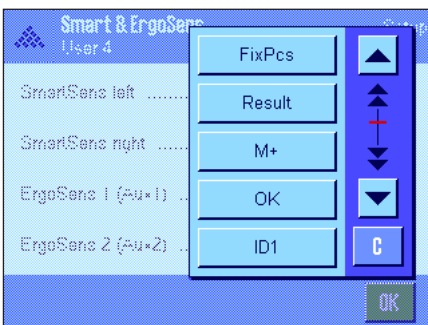 Smart & ErgoSens
User 4
SmartSens left ........
SmartSens right .....
ErgoSens 1 (Aux1) ..
ErgoSens 2 (Aux2) ..
FixPcs
Result
M+
OK
ID1
C
OK